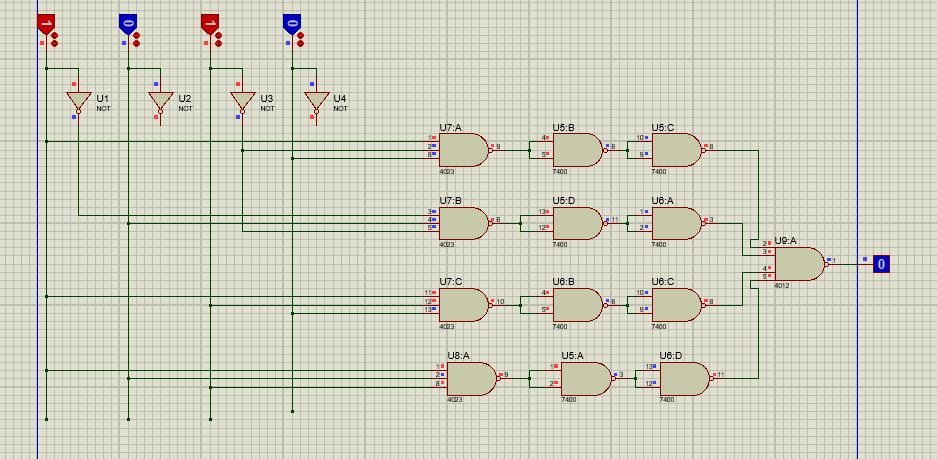 1 0 1 0
U1 U2 U3 U4
NOT NOT NOT NOT
U7:A U5:B U5:C
1 2 8 9 4 5 6 10 9 8
4023 7400 7400
U7:B U5:D U6:A
3 4 5 6 13 12 11 1 2 3
4023 7400 7400
U9:A
2 3 4 5 1 0
4012
U7:C U6:B U6:C
11 12 13 10 4 5 6 10 9 8
4023 7400 7400
U8:A U5:A U6:D
1 2 8 9 1 2 3 13 12 11
4023 7400 7400